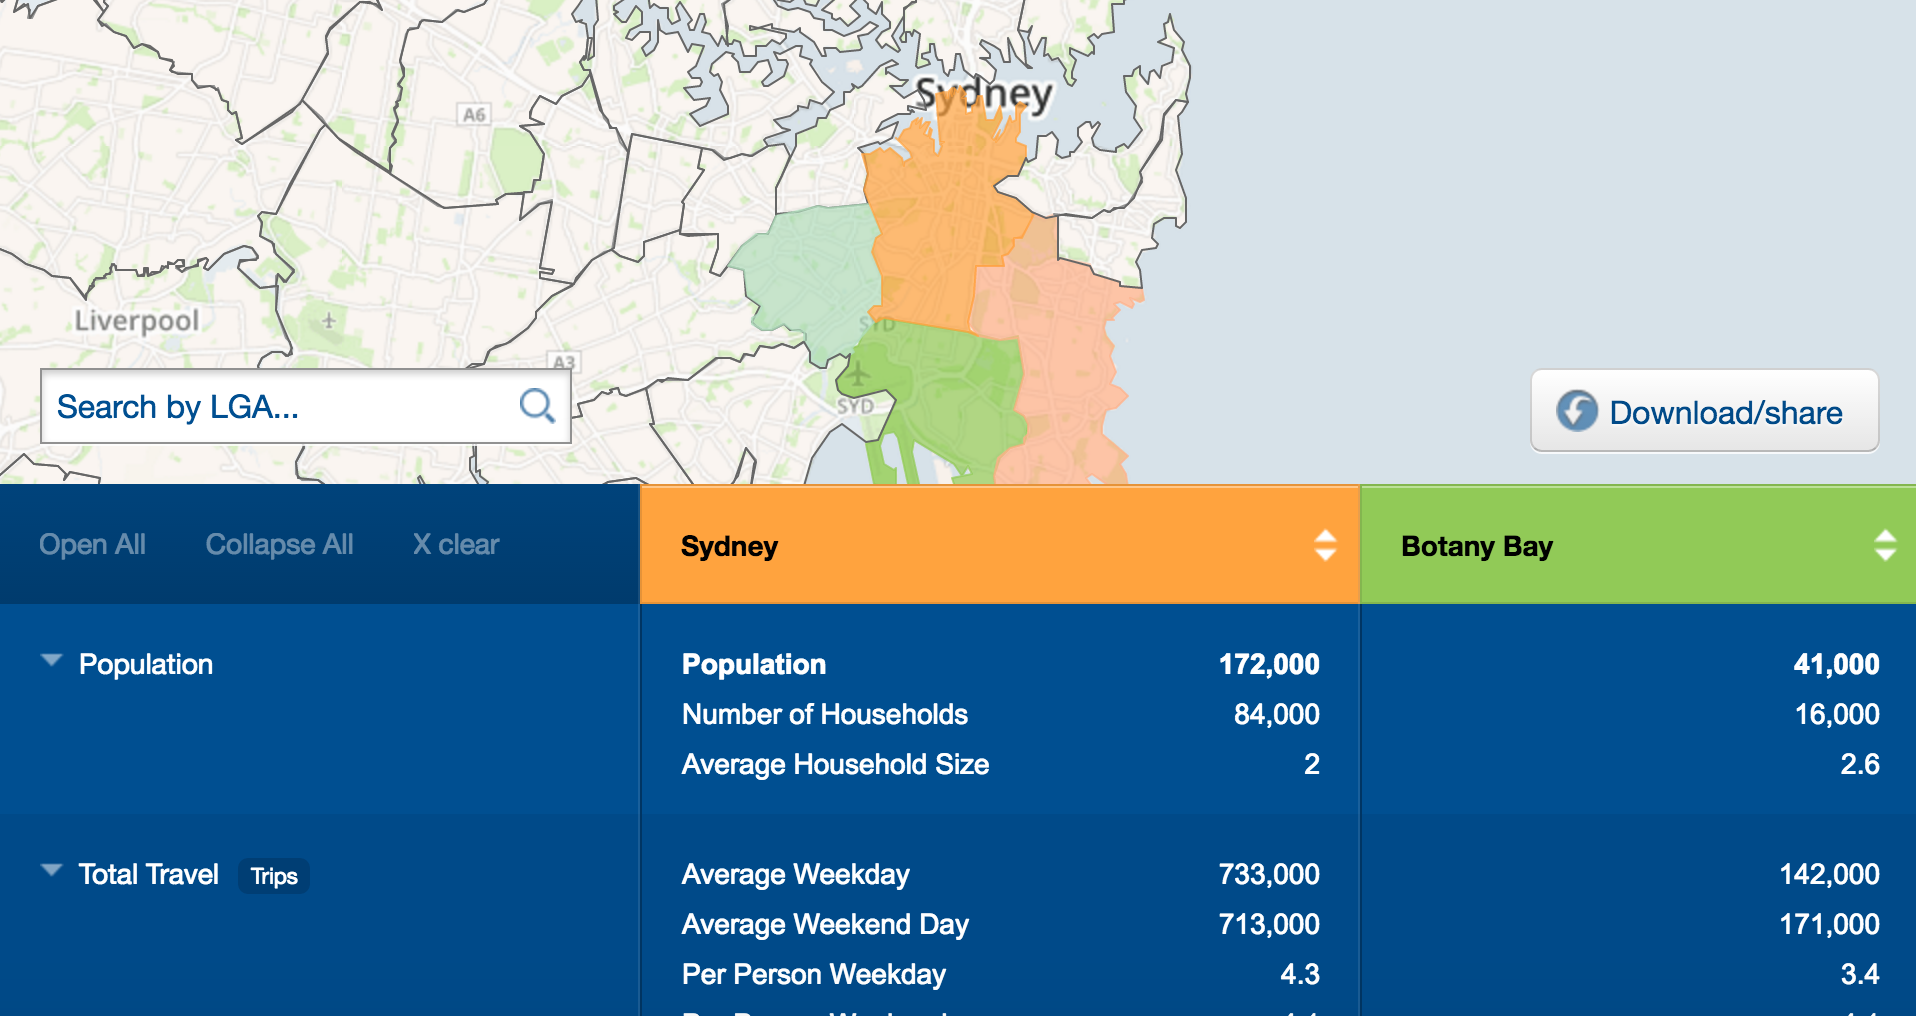 Sydney
A6
Liverpool
SYD
A3
SYD
Search by LGA...
Download/share
Open All Collapse All X clear
Sydney
Botany Bay
Population
Population 172,000 41,000
Number of Households 84,000 16,000
Average Household Size 2 2.6
Total Travel Trips
Average Weekday 733,000 142,000
Average Weekend Day 713,000 171,000
Per Person Weekday 4.3 3.4